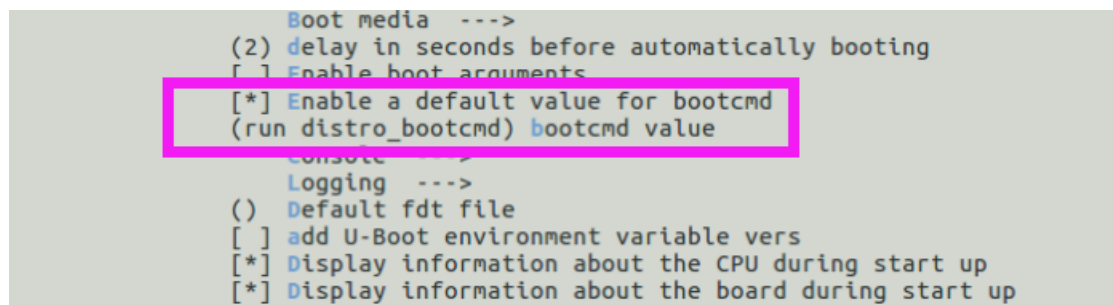 Boot media --->
(2) delay in seconds before automatically booting
[ ] Enable boot arguments
[*] Enable a default value for bootcmd
(run distro_bootcmd) bootcmd value
Console --->
Logging --->
() Default fdt file
[ ] add U-Boot environment variable vers
[*] Display information about the CPU during start up
[*] Display information about the board during start up